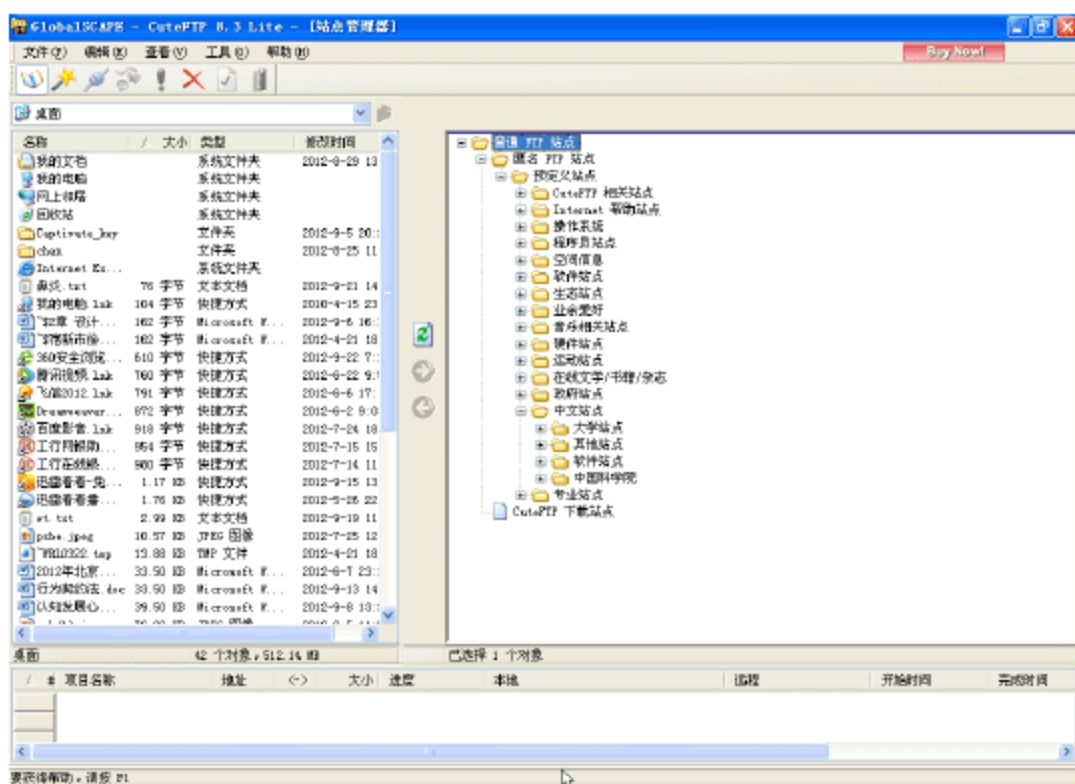 GlobalSCAPE - CuteFTP 8.3 Lite - [站点管理器]
文件(F) 编辑(E) 查看(V) 工具(T) 帮助(H) Buy Now!
桌面
名称 / 大小 类型 修改时间
我的文档 系统文件夹 2012-8-29 13
我的电脑 系统文件夹
网上邻居 系统文件夹
回收站 系统文件夹
Captivate_key 文件夹 2012-9-5 20:
chen 文件夹 2012-8-25 11
Internet Ex... 系统文件夹
.txt 76 字节 文本文档 2012-9-21 14
我的电脑.lnk 104 字节 快捷方式 2010-4-15 23
162 字节 Microsoft W... 2012-9-6 16:
162 字节 Microsoft W... 2012-4-21 18
360安全浏览... 610 字节 快捷方式 2012-9-22 7:
腾讯视频.lnk 760 字节 快捷方式 2012-6-22 9:
飞信2012.lnk 791 字节 快捷方式 2012-6-6 17:
Dreamweaver... 872 字节 快捷方式 2012-6-2 9:0
百度影音.lnk 918 字节 快捷方式 2012-7-24 18
工行网银助... 954 字节 快捷方式 2012-7-15 15
工行在线银... 980 字节 快捷方式 2012-7-14 11
迅雷看看-免... 1.17 KB 快捷方式 2012-9-15 13
迅雷看看播... 1.76 KB 快捷方式 2012-5-26 22
st.txt 2.99 KB 文本文档 2012-9-19 11
.jpeg 10.57 KB JPEG 图像 2012-7-25 12
~WRL0322.tmp 13.88 KB TMP 文件 2012-4-21 18
2012年北京... 33.50 KB Microsoft W... 2012-6-7 23:
行为契约法.doc 33.50 KB Microsoft W... 2012-9-13 14
认知发展心... 39.50 KB Microsoft W... 2012-9-8 13:
桌面 42 个对象,512.14 MB
普通 FTP 站点
匿名 FTP 站点
预定义站点
CuteFTP 相关站点
Internet 帮助站点
操作系统
程序员站点
空间信息
软件站点
生态站点
业余爱好
音乐相关站点
硬件站点
运动站点
在线文学/书籍/杂志
政府站点
中文站点
大学站点
其他站点
软件站点
中国科学院
专业站点
CuteFTP 下载站点
已选择 1 个对象
/ # 项目名称 地址 <-> 大小 进度 本地 远程 开始时间 完成时间
要获得帮助,请按 F1